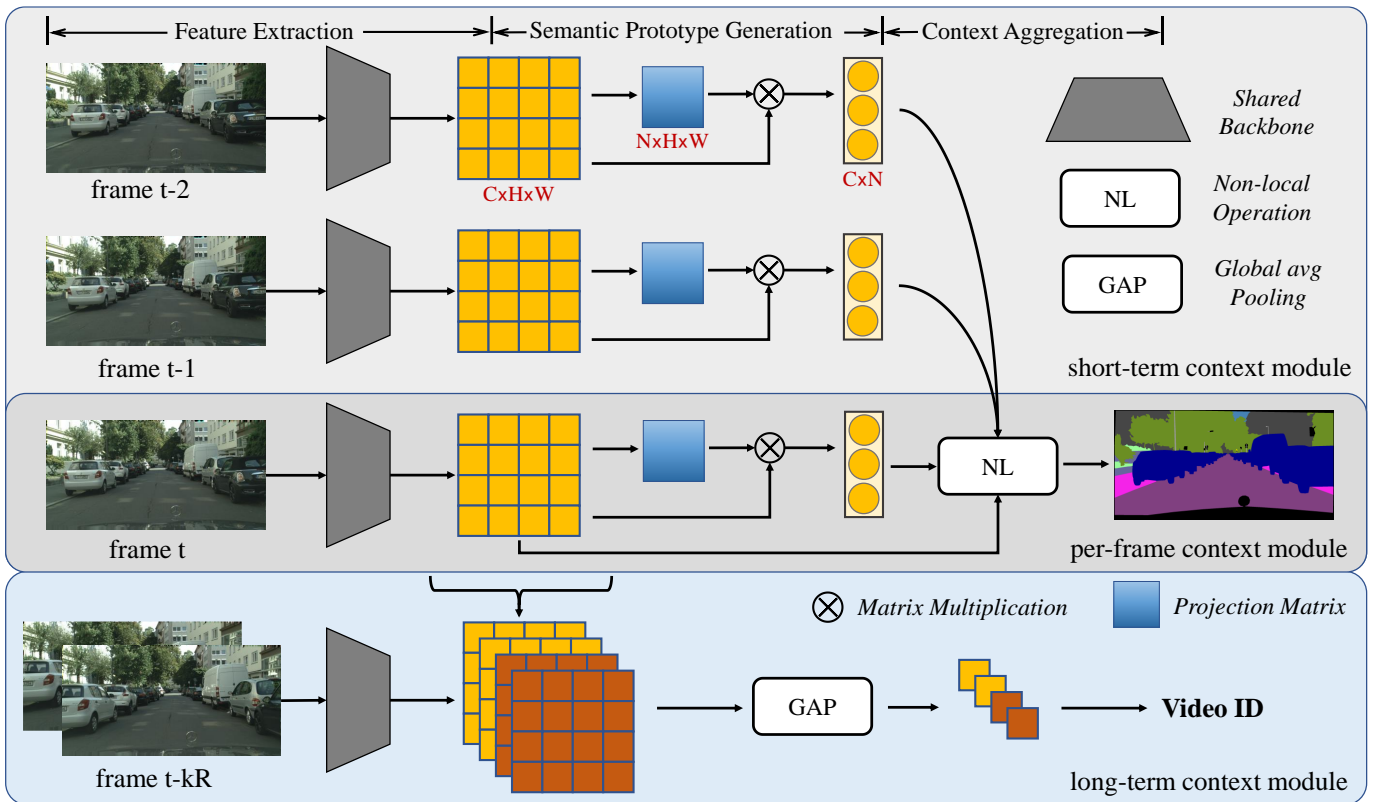 Feature Extraction
Semantic Prototype Generation
Context Aggregation
frame t-2
CxHxW
NxHxW
CxN
Shared
Backbone
NL
Non-local
Operation
GAP
Global avg
Pooling
frame t-1
short-term context module
frame t
NL
per-frame context module
Matrix Multiplication
Projection Matrix
frame t-kR
GAP
Video ID
long-term context module